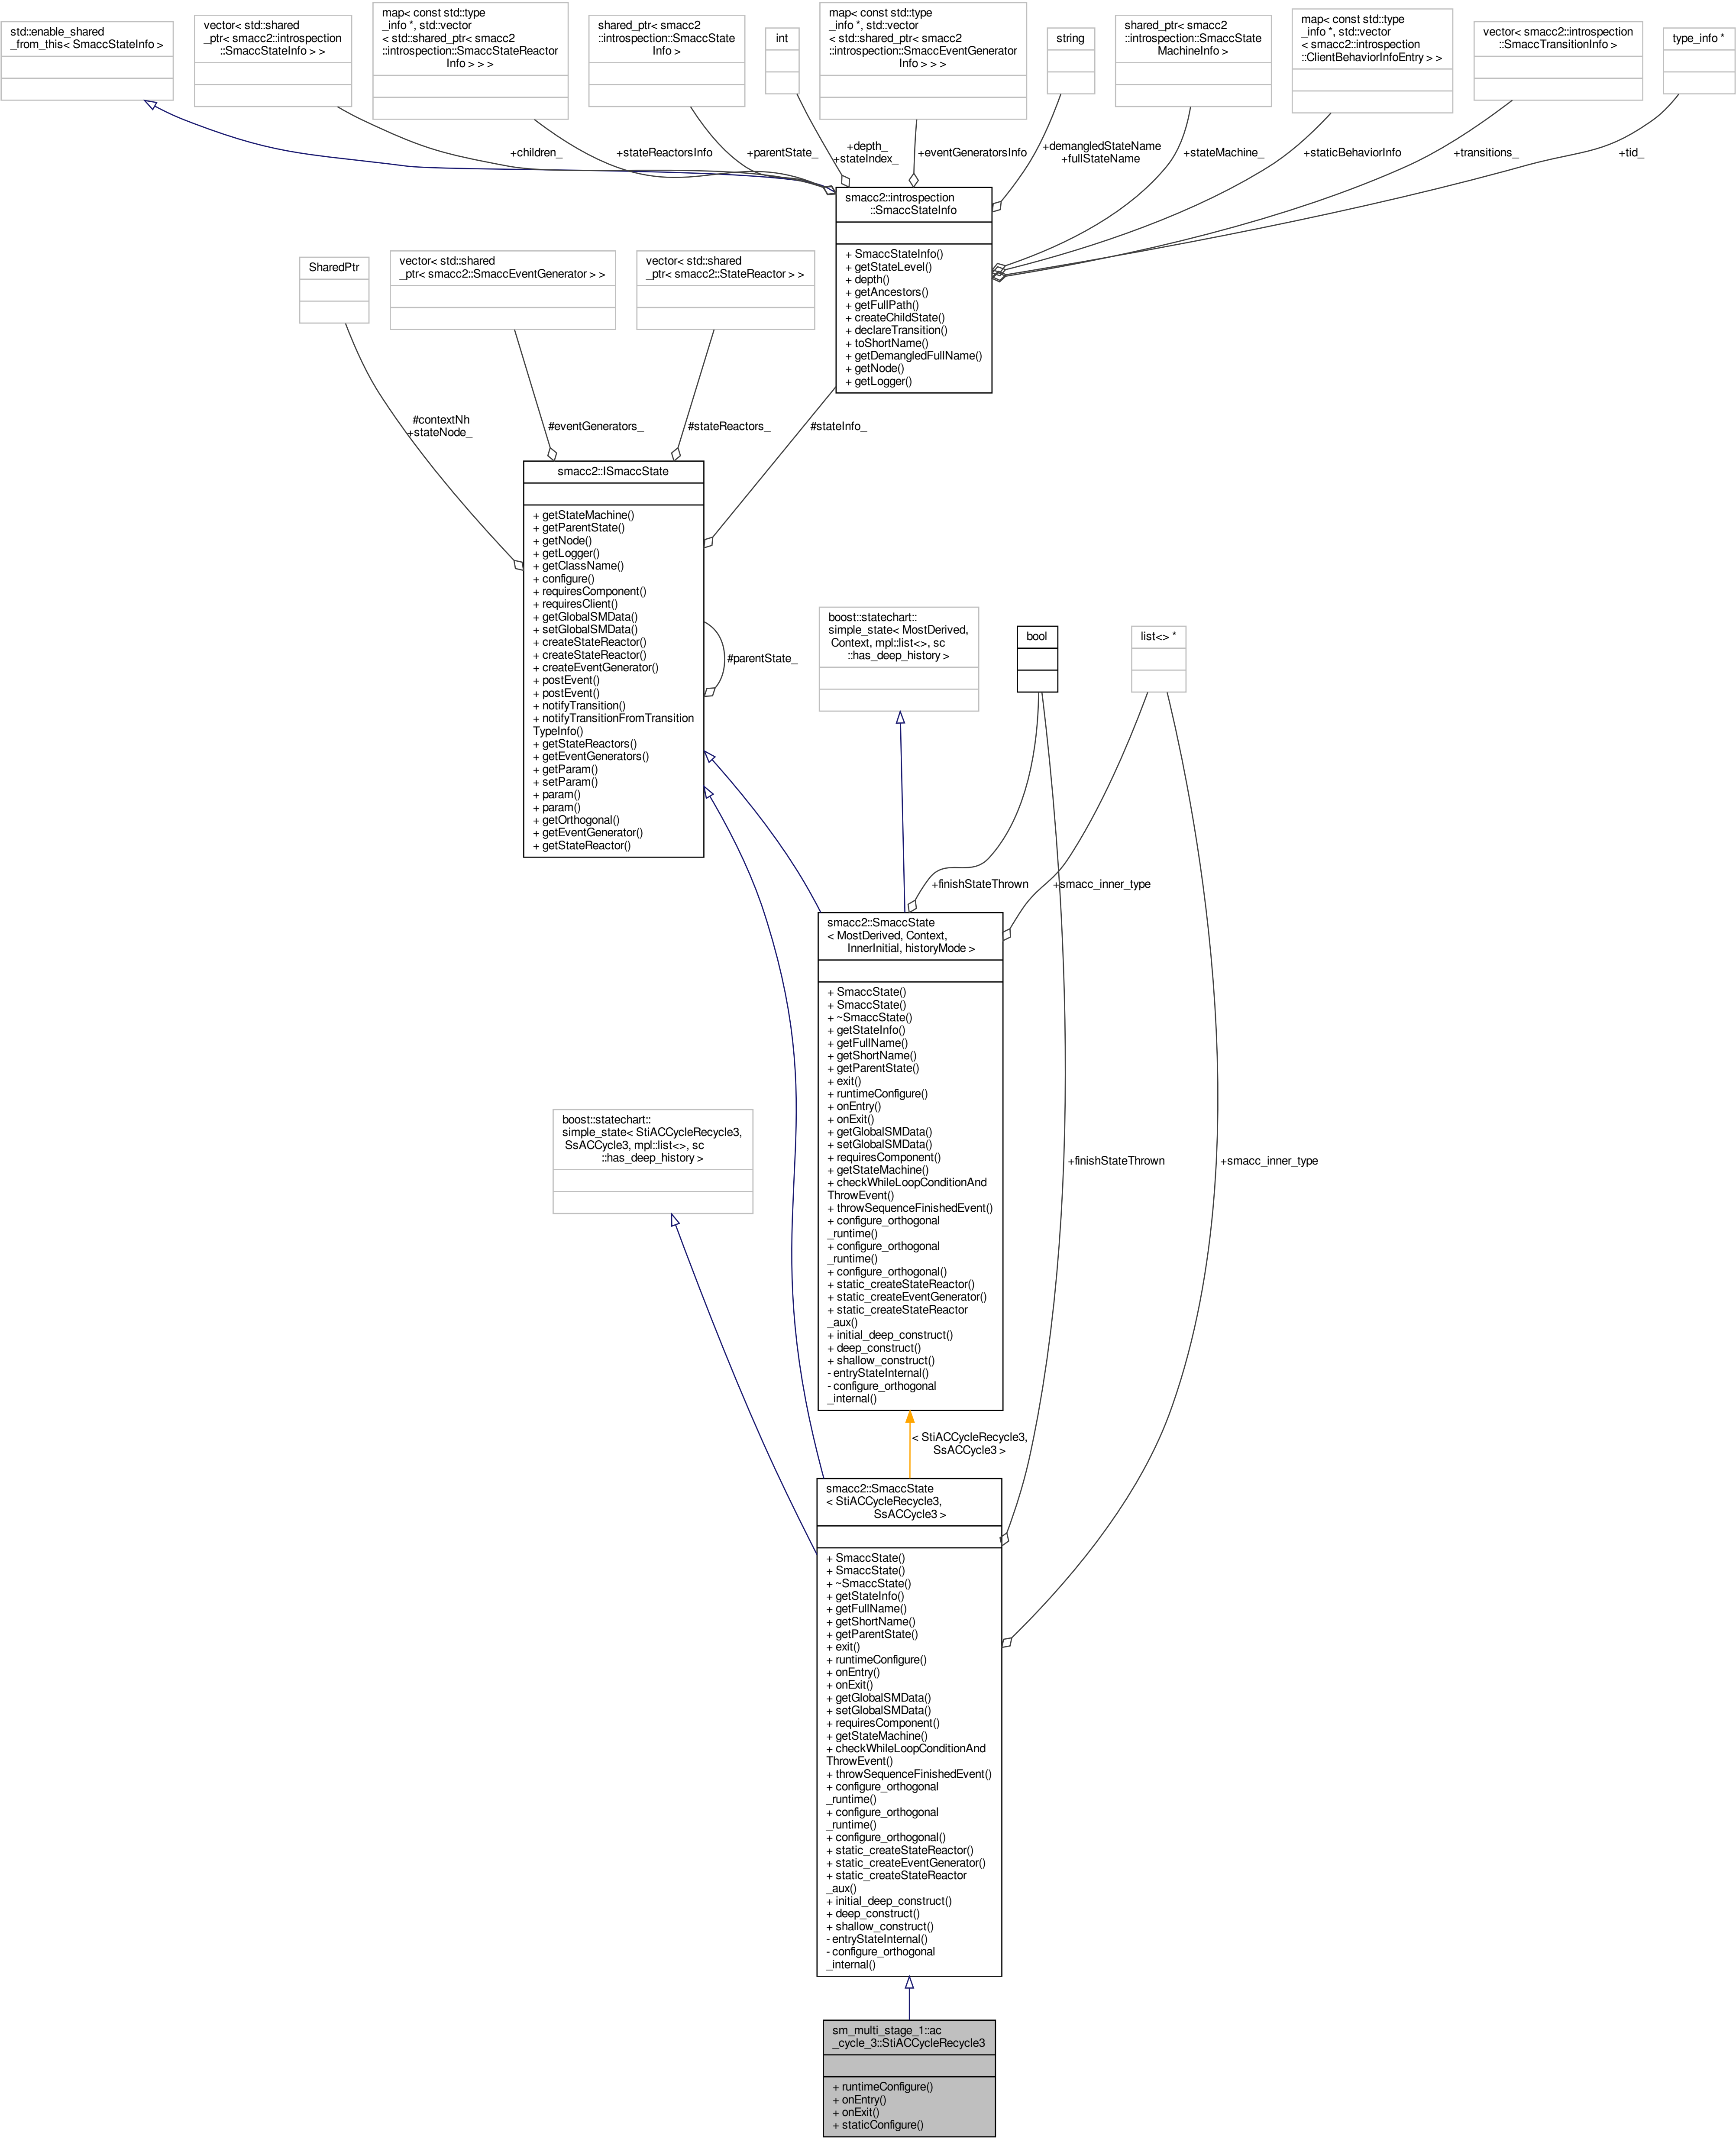 std::enable_shared
_from_this< SmaccStateInfo >
vector< std::shared
_ptr< smacc2::introspection
::SmaccStateInfo > >
map< const std::type
_info *, std::vector
< std::shared_ptr< smacc2
::introspection::SmaccStateReactor
Info > > >
shared_ptr< smacc2
::introspection::SmaccState
Info >
int
map< const std::type
_info *, std::vector
< std::shared_ptr< smacc2
::introspection::SmaccEventGenerator
Info > > >
string
shared_ptr< smacc2
::introspection::SmaccState
MachineInfo >
map< const std::type
_info *, std::vector
< smacc2::introspection
::ClientBehaviorInfoEntry > >
vector< smacc2::introspection
::SmaccTransitionInfo >
type_info *
+children_
+stateReactorsInfo
+parentState_
+depth_
+stateIndex_
+eventGeneratorsInfo
+demangledStateName
+fullStateName
+stateMachine_
+staticBehaviorInfo
+transitions_
+tid_
smacc2::introspection
::SmaccStateInfo
+ SmaccStateInfo()
+ getStateLevel()
+ depth()
+ getAncestors()
+ getFullPath()
+ createChildState()
+ declareTransition()
+ toShortName()
+ getDemangledFullName()
+ getNode()
+ getLogger()
SharedPtr
vector< std::shared
_ptr< smacc2::SmaccEventGenerator > >
vector< std::shared
_ptr< smacc2::StateReactor > >
#contextNh
+stateNode_
#eventGenerators_
#stateReactors_
#stateInfo_
smacc2::ISmaccState
+ getStateMachine()
+ getParentState()
+ getNode()
+ getLogger()
+ getClassName()
+ configure()
+ requiresComponent()
+ requiresClient()
+ getGlobalSMData()
+ setGlobalSMData()
+ createStateReactor()
+ createStateReactor()
+ createEventGenerator()
+ postEvent()
+ postEvent()
+ notifyTransition()
+ notifyTransitionFromTransition
TypeInfo()
+ getStateReactors()
+ getEventGenerators()
+ getParam()
+ setParam()
+ param()
+ param()
+ getOrthogonal()
+ getEventGenerator()
+ getStateReactor()
#parentState_
boost::statechart::
simple_state< MostDerived,
Context, mpl::list<>, sc
::has_deep_history >
bool
list<> *
+finishStateThrown
+smacc_inner_type
smacc2::SmaccState
< MostDerived, Context,
InnerInitial, historyMode >
+ SmaccState()
+ SmaccState()
+ ~SmaccState()
+ getStateInfo()
+ getFullName()
+ getShortName()
+ getParentState()
+ exit()
+ runtimeConfigure()
+ onEntry()
+ onExit()
+ getGlobalSMData()
+ setGlobalSMData()
+ requiresComponent()
+ getStateMachine()
+ checkWhileLoopConditionAnd
ThrowEvent()
+ throwSequenceFinishedEvent()
+ configure_orthogonal
_runtime()
+ configure_orthogonal
_runtime()
+ configure_orthogonal()
+ static_createStateReactor()
+ static_createEventGenerator()
+ static_createStateReactor
_aux()
+ initial_deep_construct()
+ deep_construct()
+ shallow_construct()
- entryStateInternal()
- configure_orthogonal
_internal()
boost::statechart::
simple_state< StiACCycleRecycle3,
SsACCycle3, mpl::list<>, sc
::has_deep_history >
+finishStateThrown
+smacc_inner_type
< StiACCycleRecycle3,
SsACCycle3 >
smacc2::SmaccState
< StiACCycleRecycle3,
SsACCycle3 >
+ SmaccState()
+ SmaccState()
+ ~SmaccState()
+ getStateInfo()
+ getFullName()
+ getShortName()
+ getParentState()
+ exit()
+ runtimeConfigure()
+ onEntry()
+ onExit()
+ getGlobalSMData()
+ setGlobalSMData()
+ requiresComponent()
+ getStateMachine()
+ checkWhileLoopConditionAnd
ThrowEvent()
+ throwSequenceFinishedEvent()
+ configure_orthogonal
_runtime()
+ configure_orthogonal
_runtime()
+ configure_orthogonal()
+ static_createStateReactor()
+ static_createEventGenerator()
+ static_createStateReactor
_aux()
+ initial_deep_construct()
+ deep_construct()
+ shallow_construct()
- entryStateInternal()
- configure_orthogonal
_internal()
sm_multi_stage_1::ac
_cycle_3::StiACCycleRecycle3
+ runtimeConfigure()
+ onEntry()
+ onExit()
+ staticConfigure()